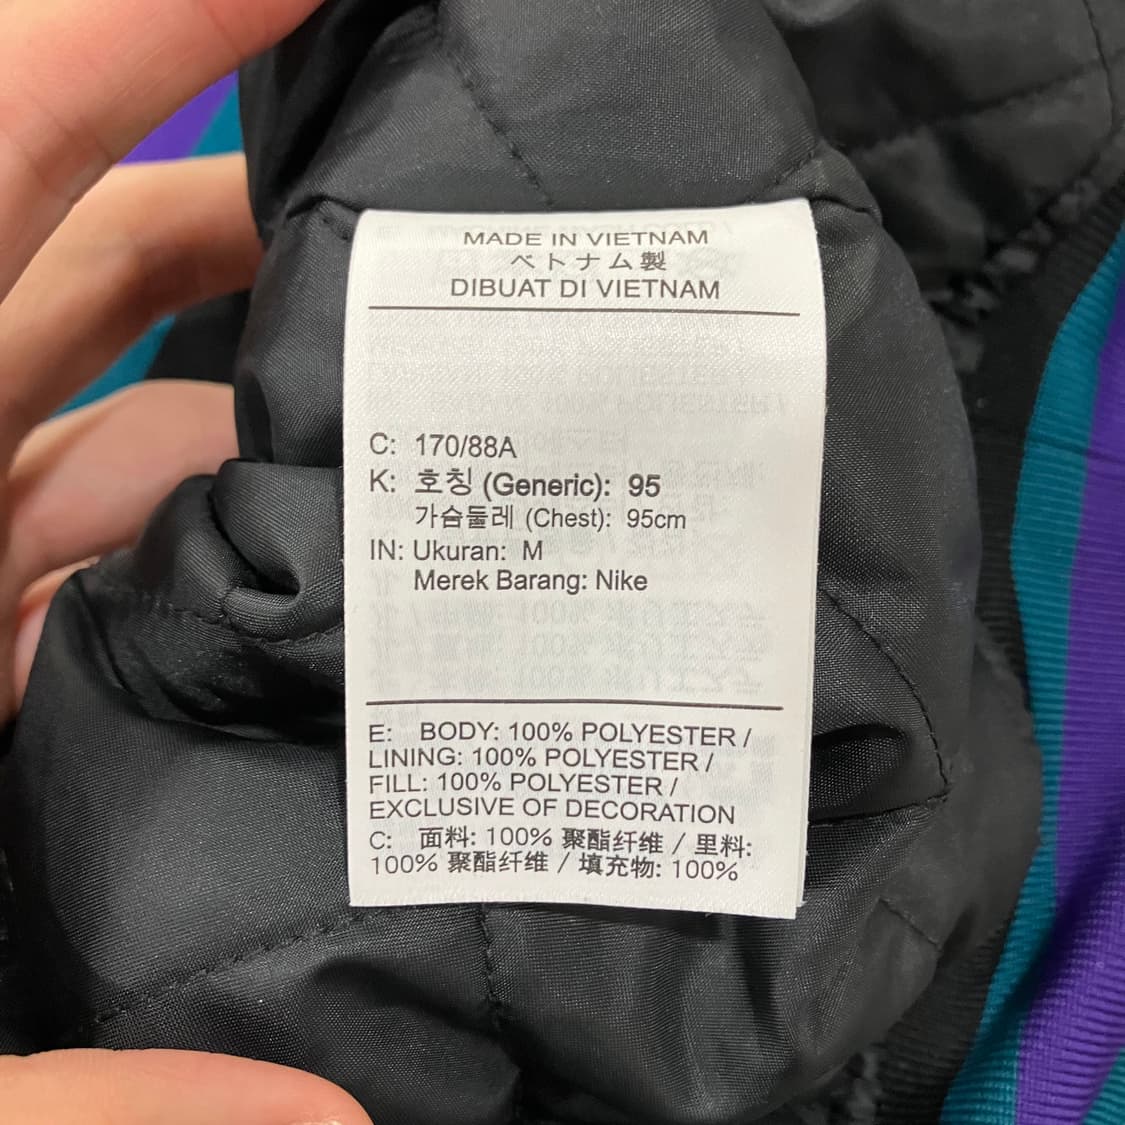 MADE IN VIETNAM
ベトナム製
DIBUAT DI VIETNAM
C: 170/88A
K: 호칭 (Generic): 95
가슴둘레 (Chest): 95cm
IN: Ukuran: M
Merek Barang: Nike
E: BODY: 100% POLYESTER /
LINING: 100% POLYESTER /
FILL: 100% POLYESTER /
EXCLUSIVE OF DECORATION
C: 面料: 100% 聚酯纤维 / 里料:
100% 聚酯纤维 / 填充物: 100%